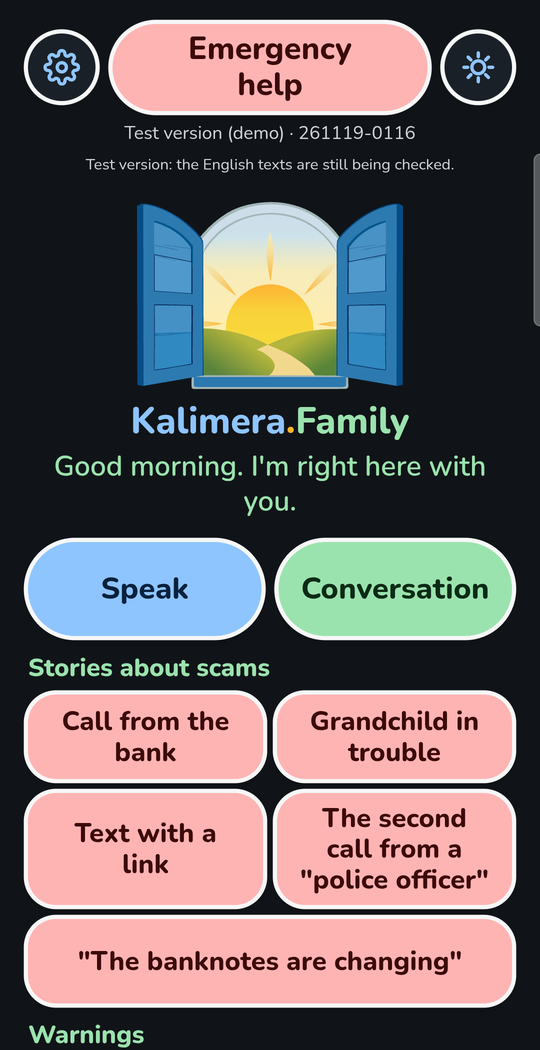 Emergency
help
Test version (demo) · 261119-0116
Test version: the English texts are still being checked.
Kalimera.Family
Good morning. I'm right here with
you.
Speak
Conversation
Stories about scams
Call from the
bank
Grandchild in
trouble
Text with a
link
The second
call from a
"police officer"
"The banknotes are changing"
Warnings